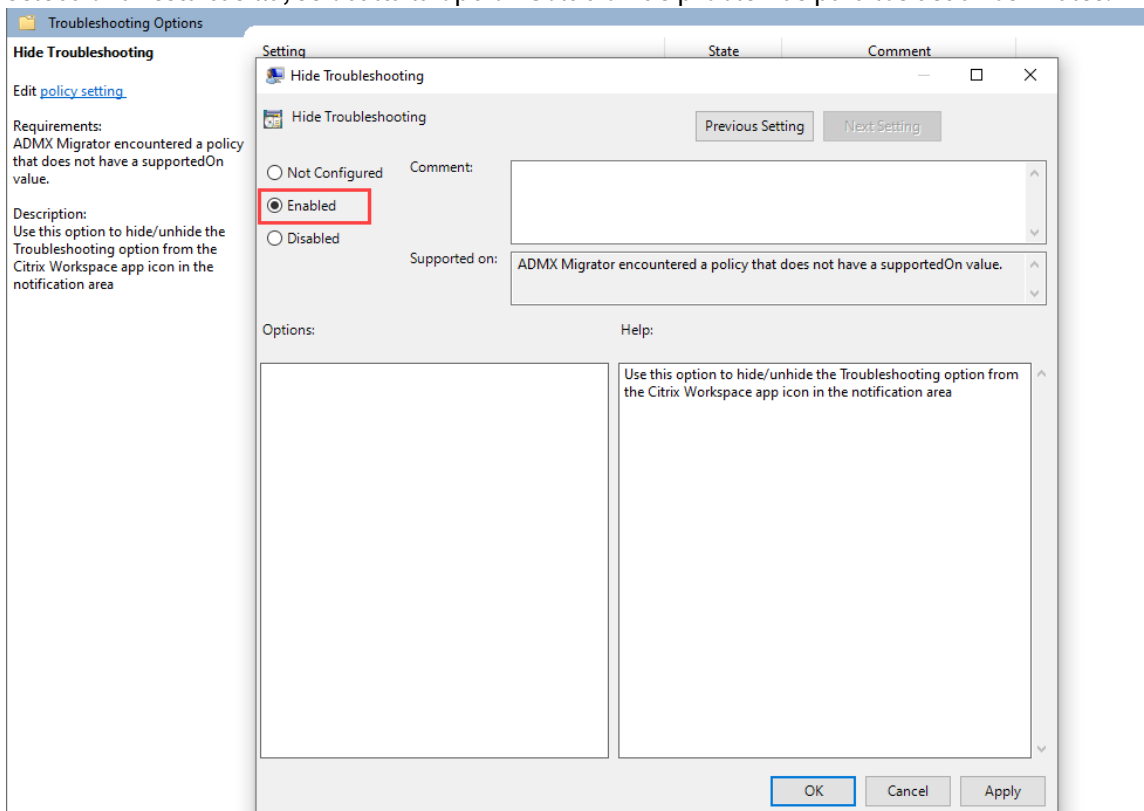 Troubleshooting Options
Hide Troubleshooting
Edit policy setting
Requirements:
ADMX Migrator encountered a policy
that does not have a supportedOn
value.
Description:
Use this option to hide/unhide the
Troubleshooting option from the
Citrix Workspace app icon in the
notification area
Setting State Comment
Hide Troubleshooting
Hide Troubleshooting
Previous Setting Next Setting
Not Configured
Enabled
Disabled
Comment:
Supported on:
ADMX Migrator encountered a policy that does not have a supportedOn value.
Options:
Help:
Use this option to hide/unhide the Troubleshooting option from
the Citrix Workspace app icon in the notification area
OK Cancel Apply